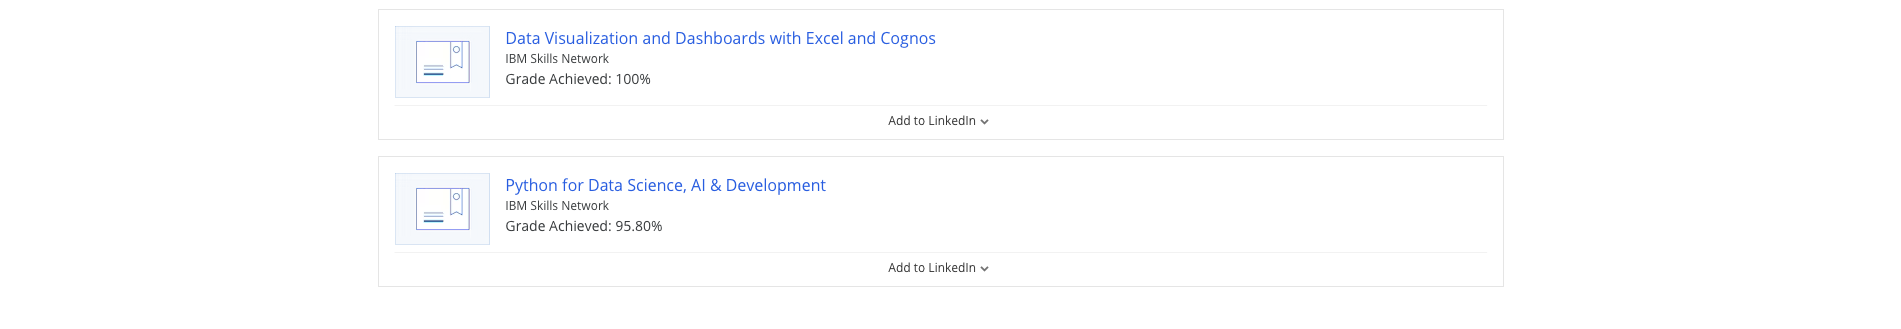 Data Visualization and Dashboards with Excel and Cognos
IBM Skills Network
Grade Achieved: 100%
Add to LinkedIn
Python for Data Science, AI & Development
IBM Skills Network
Grade Achieved: 95.80%
Add to LinkedIn